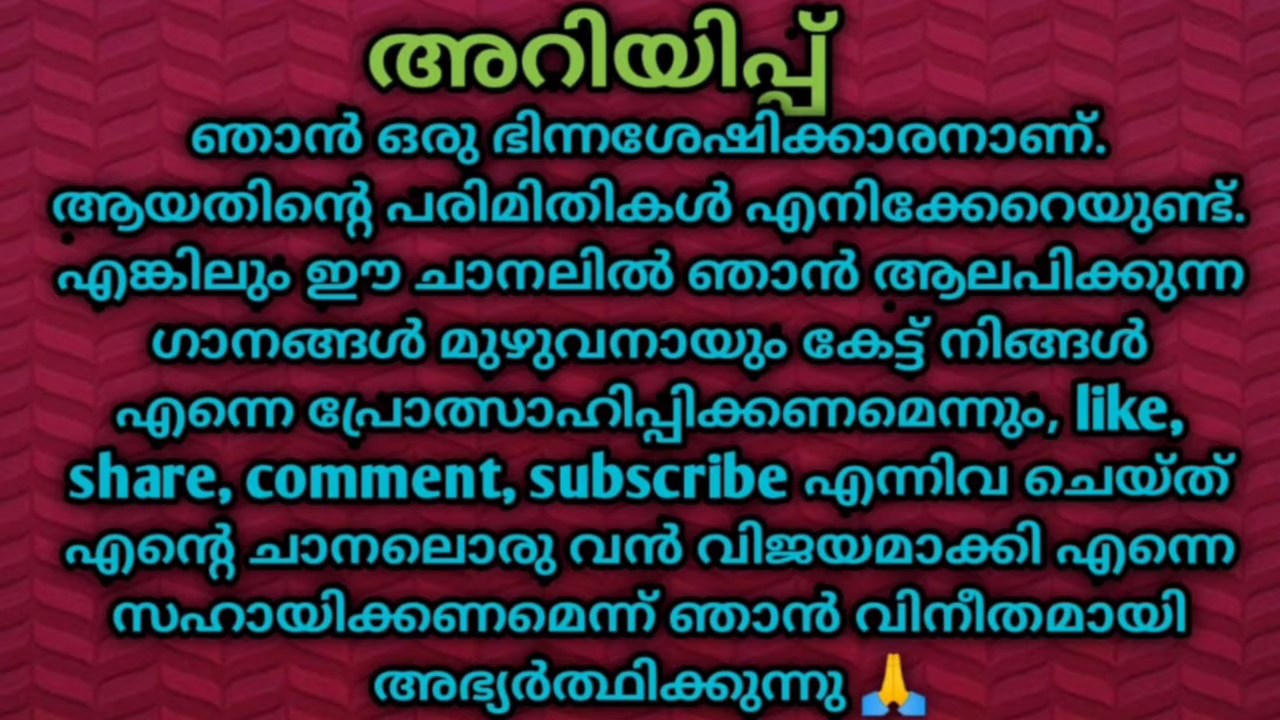 അറിയിപ്പ്
ഞാൻ ഒരു ഭിന്നശേഷിക്കാരനാണ്.
ആയതിന്റെ പരിമിതികൾ എനിക്കേറെയുണ്ട്.
എങ്കിലും ഈ ചാനലിൽ ഞാൻ ആലപിക്കുന്ന
ഗാനങ്ങൾ മുഴുവനായും കേട്ട് നിങ്ങൾ
എന്നെ പ്രോത്സാഹിപ്പിക്കണമെന്നും, like,
share, comment, subscribe എന്നിവ ചെയ്ത്
എന്റെ ചാനലൊരു വൻ വിജയമാക്കി എന്നെ
സഹായിക്കണമെന്ന് ഞാൻ വിനീതമായി
അഭ്യർത്ഥിക്കുന്നു 🙏